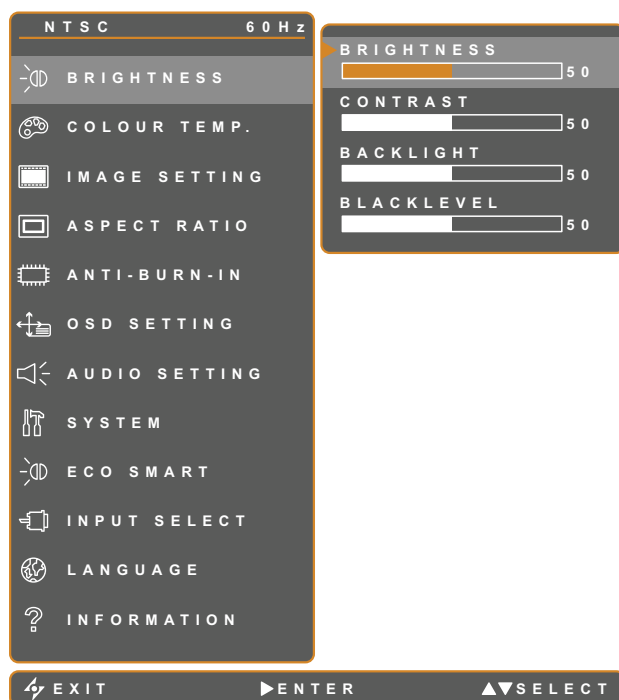 NTSC 60Hz
BRIGHTNESS
COLOUR TEMP.
IMAGE SETTING
ASPECT RATIO
ANTI-BURN-IN
OSD SETTING
AUDIO SETTING
SYSTEM
ECO SMART
INPUT SELECT
LANGUAGE
INFORMATION
BRIGHTNESS
50
CONTRAST
50
BACKLIGHT
50
BLACKLEVEL
50
EXIT ENTER SELECT